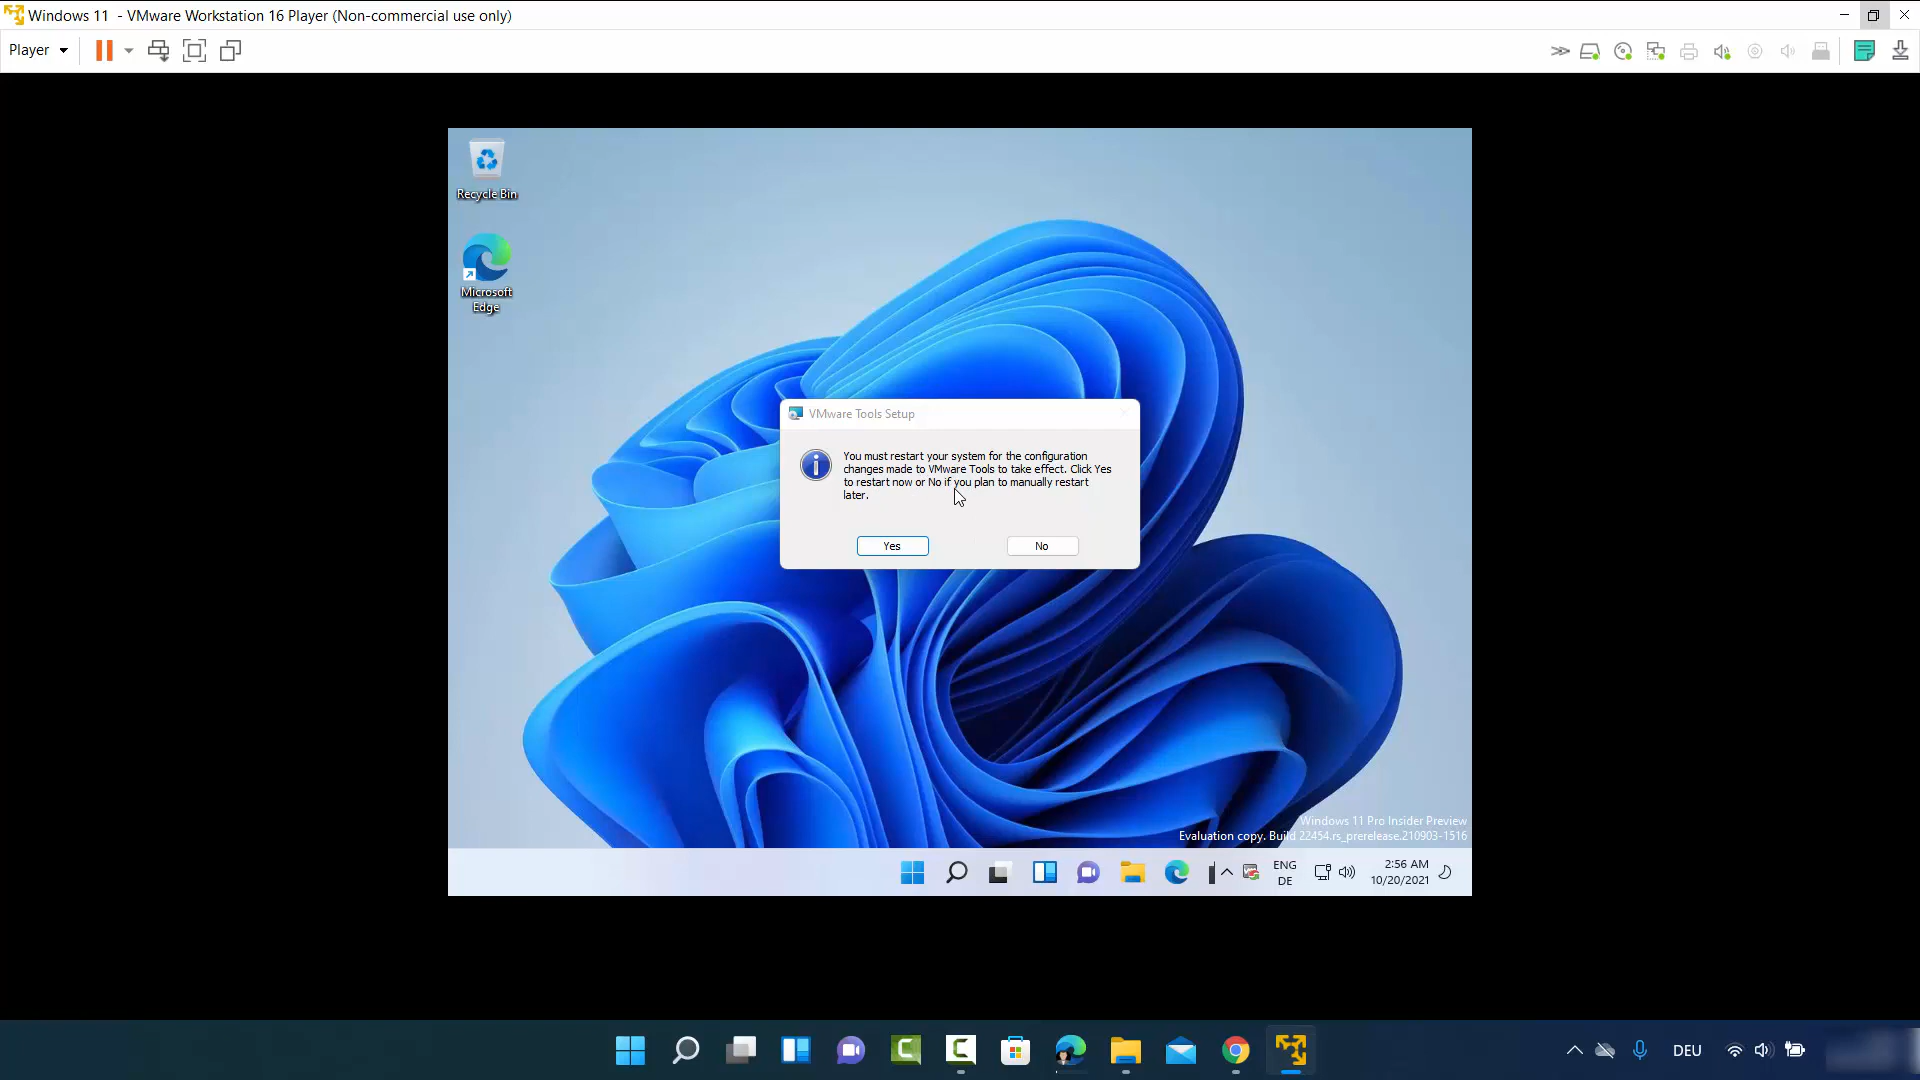 Windows 11 - VMware Workstation 16 Player (Non-commercial use only)
Player
Recycle Bin
Microsoft
Edge
VMware Tools Setup
You must restart your system for the configuration
changes made to VMware Tools to take effect. Click Yes
to restart now or No if you plan to manually restart
later.
Yes
No
Windows 11 Pro Insider Preview
Evaluation copy. Build 22454.rs_prerelease.210903-1516
ENG
DE
2:56 AM
10/20/2021
DEU